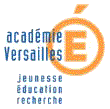 académie
Versailles
É
jeunesse
éducation
recherche